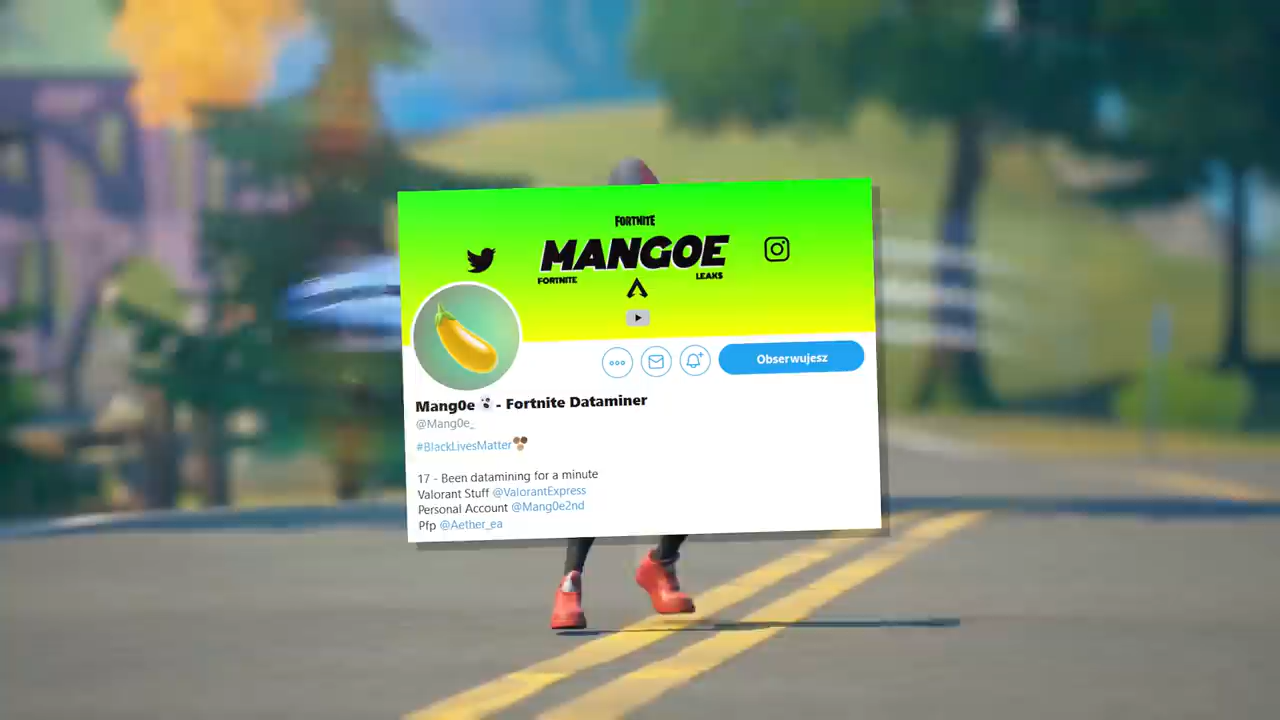 FORTNITE
MANGOE
FORTNITE LEAKS
Obserwujesz
Mang0e - Fortnite Dataminer
@Mang0e_
#BlackLivesMatter
17 - Been datamining for a minute
Valorant Stuff @ValorantExpress
Personal Account @Mang0e2nd
Pfp @Aether_ea